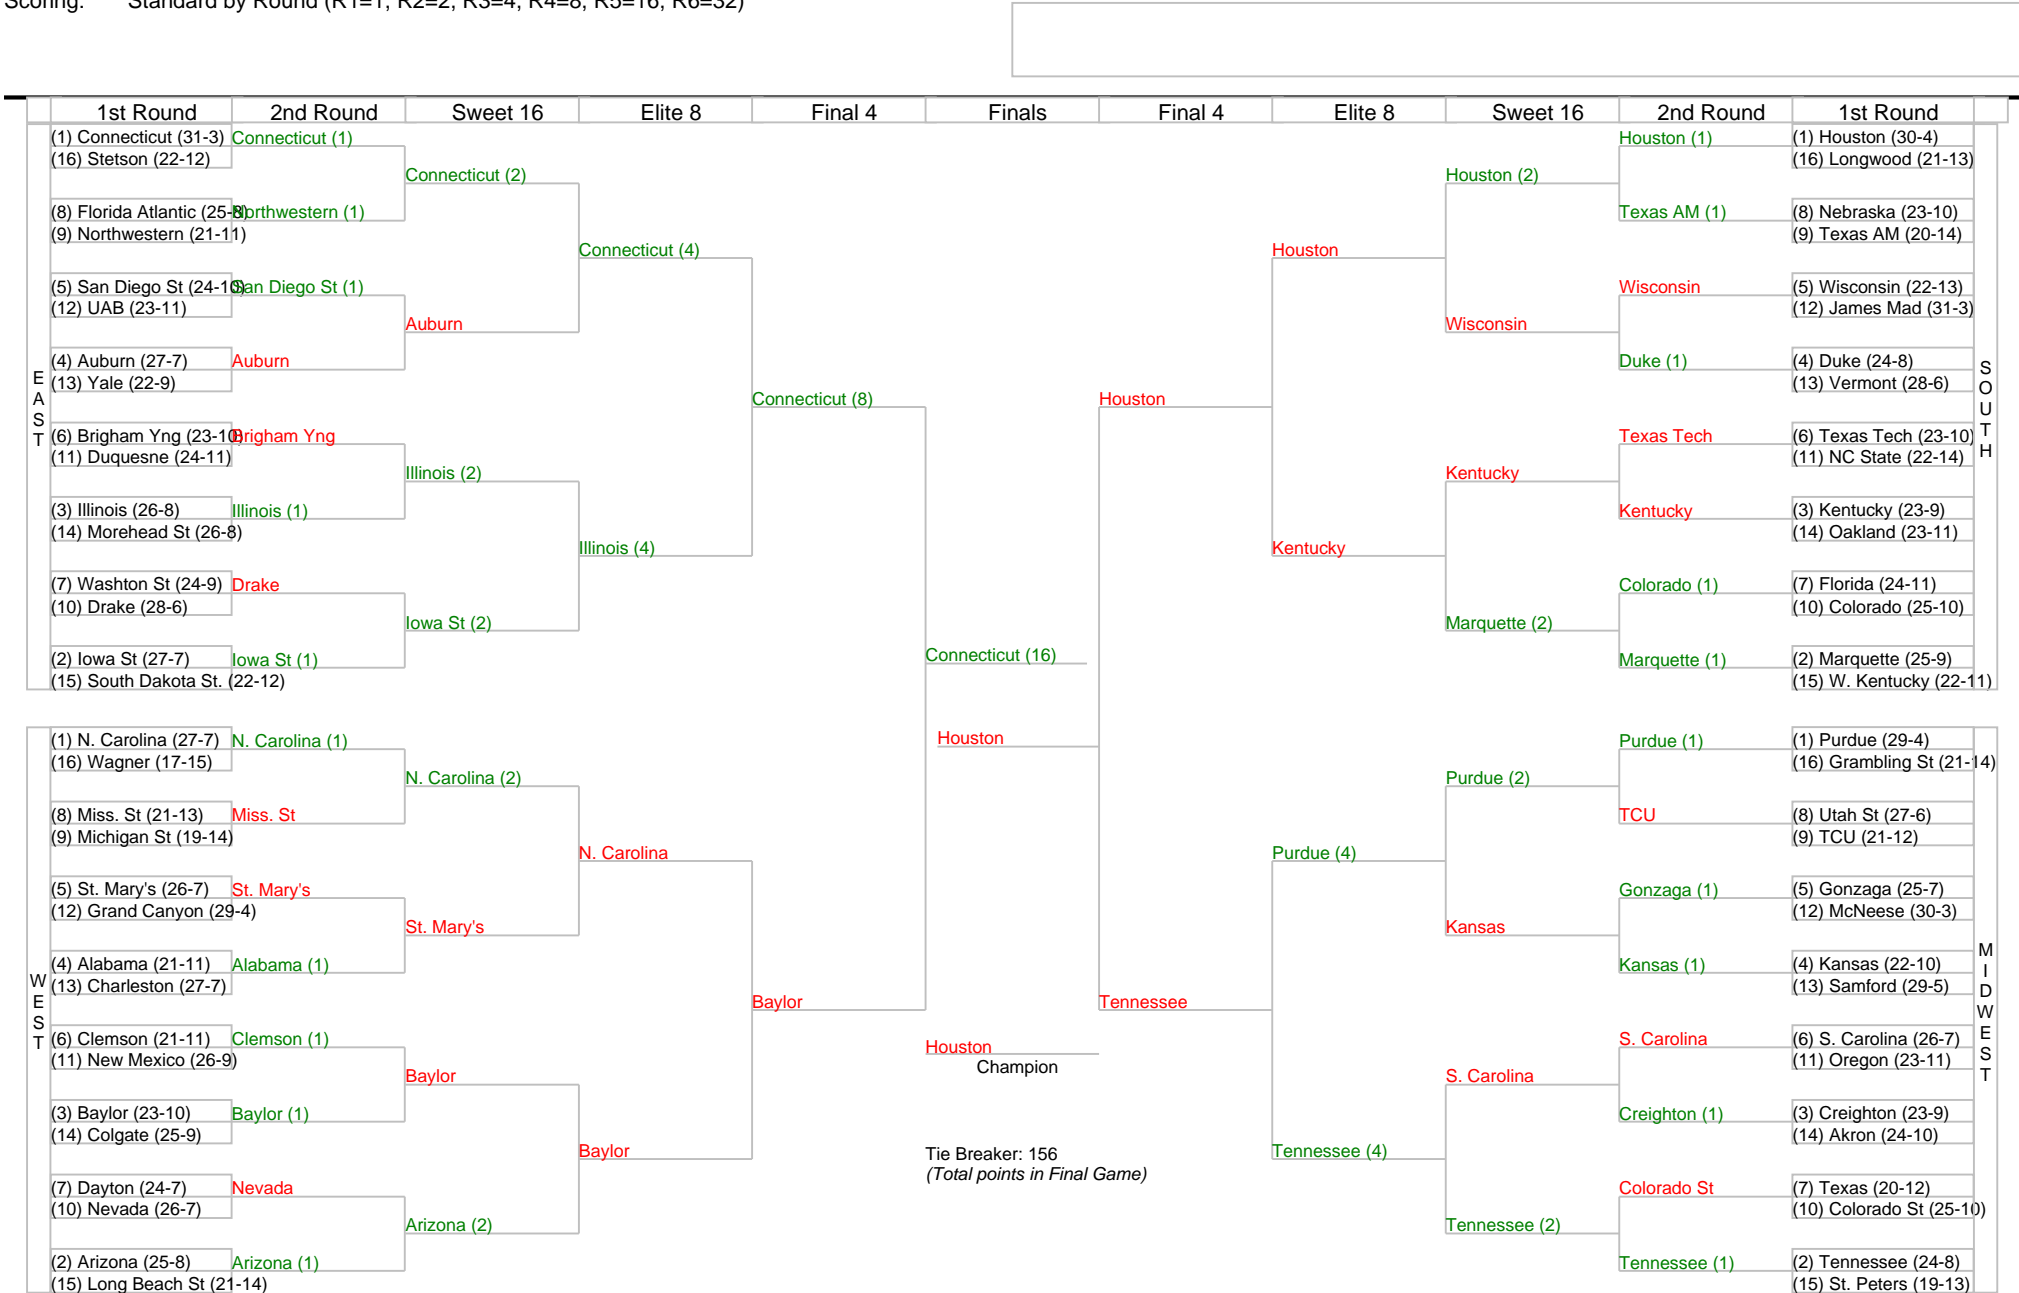 Scoring: Standard by Round (R1=1, R2=2, R3=4, R4=8, R5=16, R6=32)
1st Round 2nd Round Sweet 16 Elite 8 Final 4 Finals Final 4 Elite 8 Sweet 16 2nd Round 1st Round
EAST
(1) Connecticut (31-3)
(16) Stetson (22-12)
(8) Florida Atlantic (25-8)
(9) Northwestern (21-11)
(5) San Diego St (24-10)
(12) UAB (23-11)
(4) Auburn (27-7)
(13) Yale (22-9)
(6) Brigham Yng (23-10)
(11) Duquesne (24-11)
(3) Illinois (26-8)
(14) Morehead St (26-8)
(7) Washton St (24-9)
(10) Drake (28-6)
(2) Iowa St (27-7)
(15) South Dakota St. (22-12)
Connecticut (1)
Northwestern (1)
San Diego St (1)
Auburn
Brigham Yng
Illinois (1)
Drake
Iowa St (1)
Connecticut (2)
Auburn
Illinois (2)
Iowa St (2)
Connecticut (4)
Illinois (4)
Connecticut (8)
WEST
(1) N. Carolina (27-7)
(16) Wagner (17-15)
(8) Miss. St (21-13)
(9) Michigan St (19-14)
(5) St. Mary's (26-7)
(12) Grand Canyon (29-4)
(4) Alabama (21-11)
(13) Charleston (27-7)
(6) Clemson (21-11)
(11) New Mexico (26-9)
(3) Baylor (23-10)
(14) Colgate (25-9)
(7) Dayton (24-7)
(10) Nevada (26-7)
(2) Arizona (25-8)
(15) Long Beach St (21-14)
N. Carolina (1)
Miss. St
St. Mary's
Alabama (1)
Clemson (1)
Baylor (1)
Nevada
Arizona (1)
N. Carolina (2)
St. Mary's
Baylor
Arizona (2)
N. Carolina
Baylor
Baylor
Connecticut (16)
Houston
Houston
Champion
Tie Breaker: 156
(Total points in Final Game)
Houston
Tennessee
Houston
Kentucky
Houston (2)
Wisconsin
Kentucky
Marquette (2)
Houston (1)
Texas AM (1)
Wisconsin
Duke (1)
Texas Tech
Kentucky
Colorado (1)
Marquette (1)
(1) Houston (30-4)
(16) Longwood (21-13)
(8) Nebraska (23-10)
(9) Texas AM (20-14)
(5) Wisconsin (22-13)
(12) James Mad (31-3)
(4) Duke (24-8)
(13) Vermont (28-6)
(6) Texas Tech (23-10)
(11) NC State (22-14)
(3) Kentucky (23-9)
(14) Oakland (23-11)
(7) Florida (24-11)
(10) Colorado (25-10)
(2) Marquette (25-9)
(15) W. Kentucky (22-11)
SOUTH
Purdue (4)
Tennessee (4)
Purdue (2)
Kansas
S. Carolina
Tennessee (2)
Purdue (1)
TCU
Gonzaga (1)
Kansas (1)
S. Carolina
Creighton (1)
Colorado St
Tennessee (1)
(1) Purdue (29-4)
(16) Grambling St (21-14)
(8) Utah St (27-6)
(9) TCU (21-12)
(5) Gonzaga (25-7)
(12) McNeese (30-3)
(4) Kansas (22-10)
(13) Samford (29-5)
(6) S. Carolina (26-7)
(11) Oregon (23-11)
(3) Creighton (23-9)
(14) Akron (24-10)
(7) Texas (20-12)
(10) Colorado St (25-10)
(2) Tennessee (24-8)
(15) St. Peters (19-13)
MIDWEST